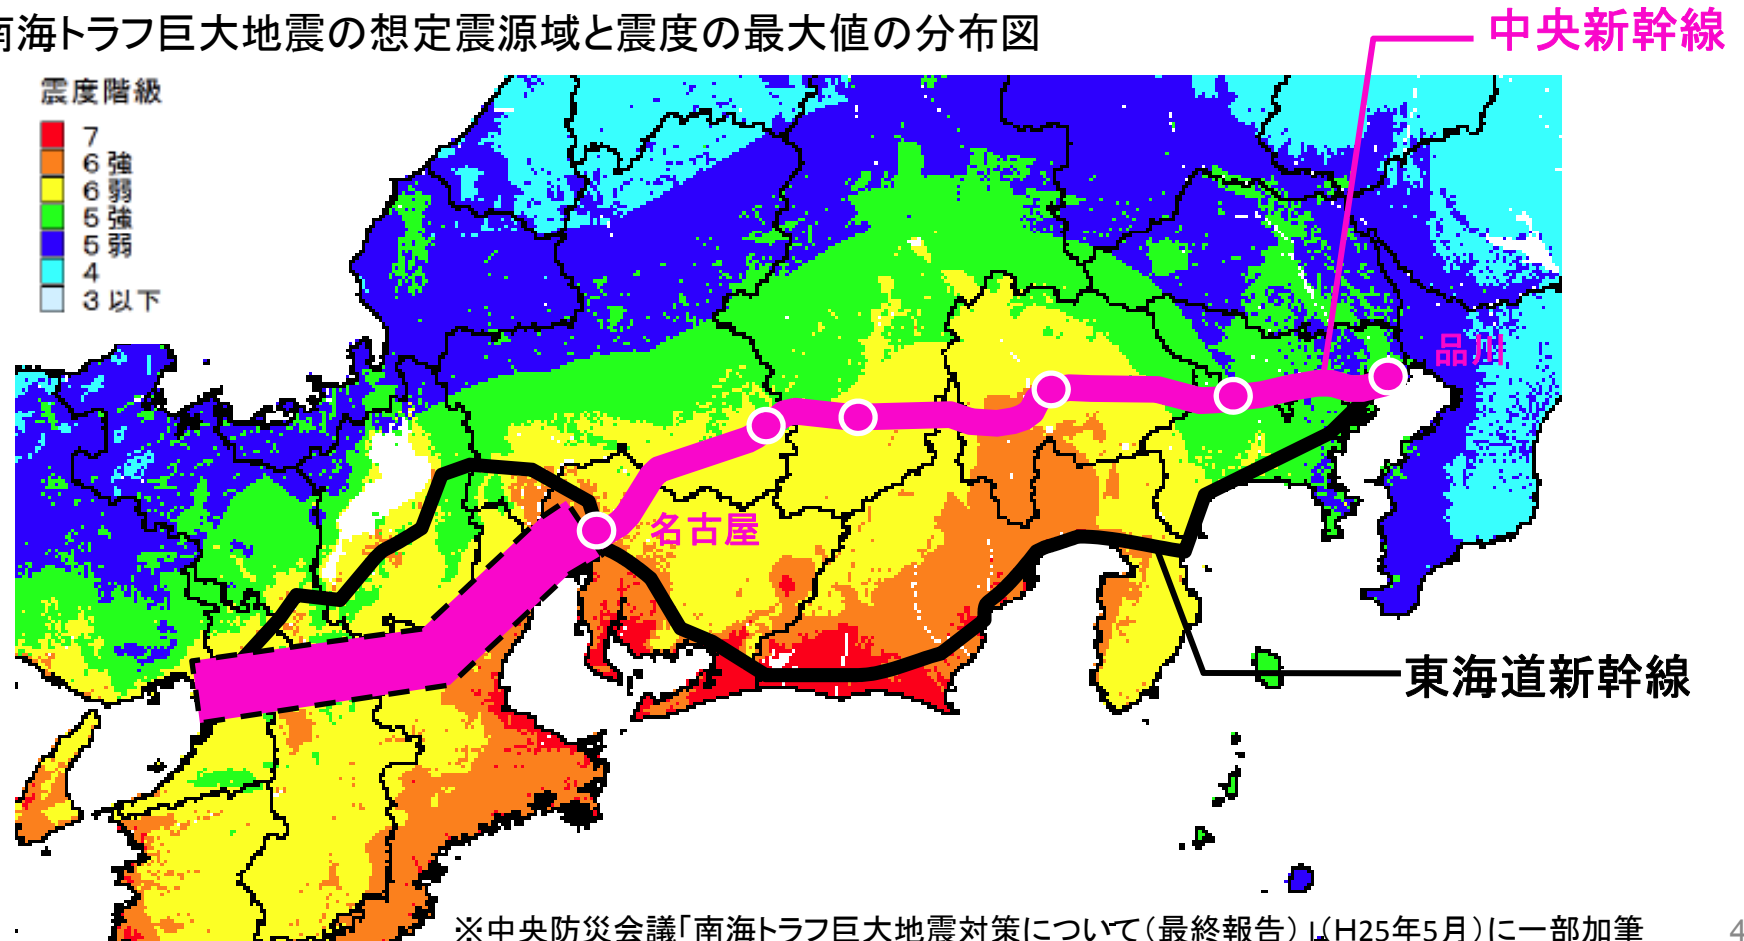 南海トラフ巨大地震の想定震源域と震度の最大値の分布図
中央新幹線
震度階級
7
6強
6弱
5強
5弱
4
3以下
品川
名古屋
東海道新幹線
※中央防災会議「南海トラフ巨大地震対策について(最終報告)」(H25年5月)に一部加筆
4